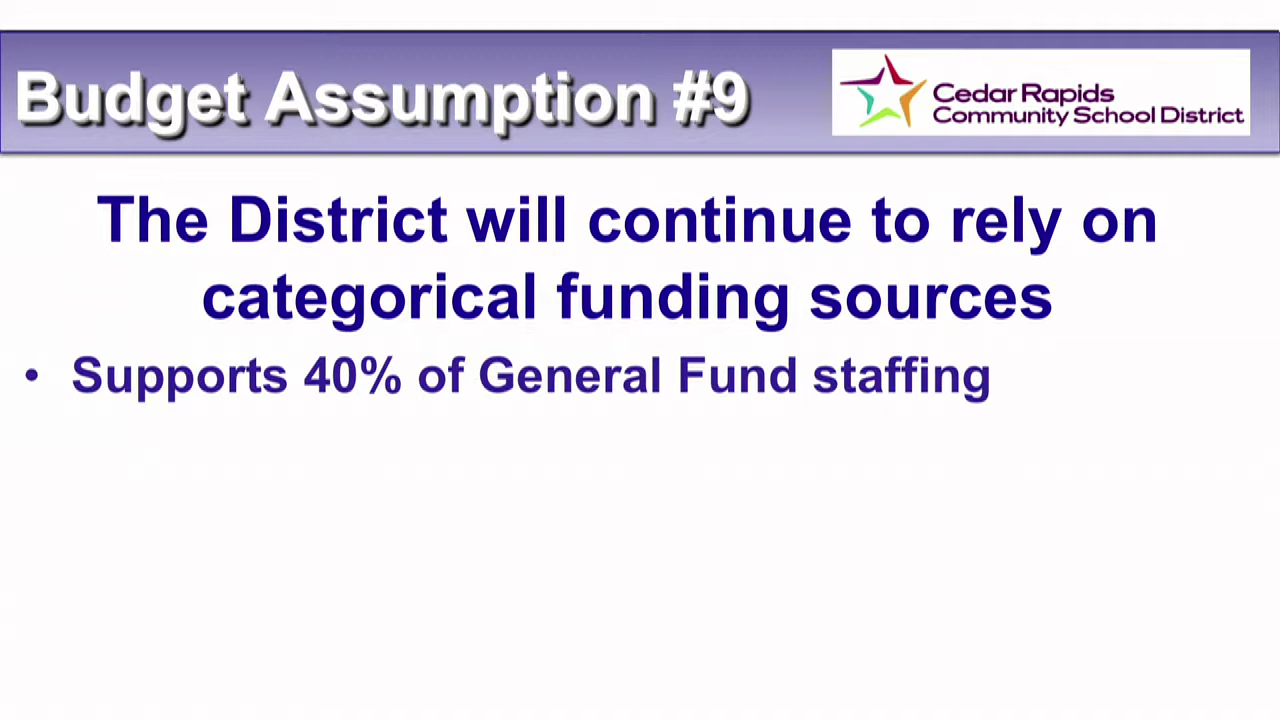 Budget Assumption #9
Cedar Rapids
Community School District
The District will continue to rely on
categorical funding sources
• Supports 40% of General Fund staffing